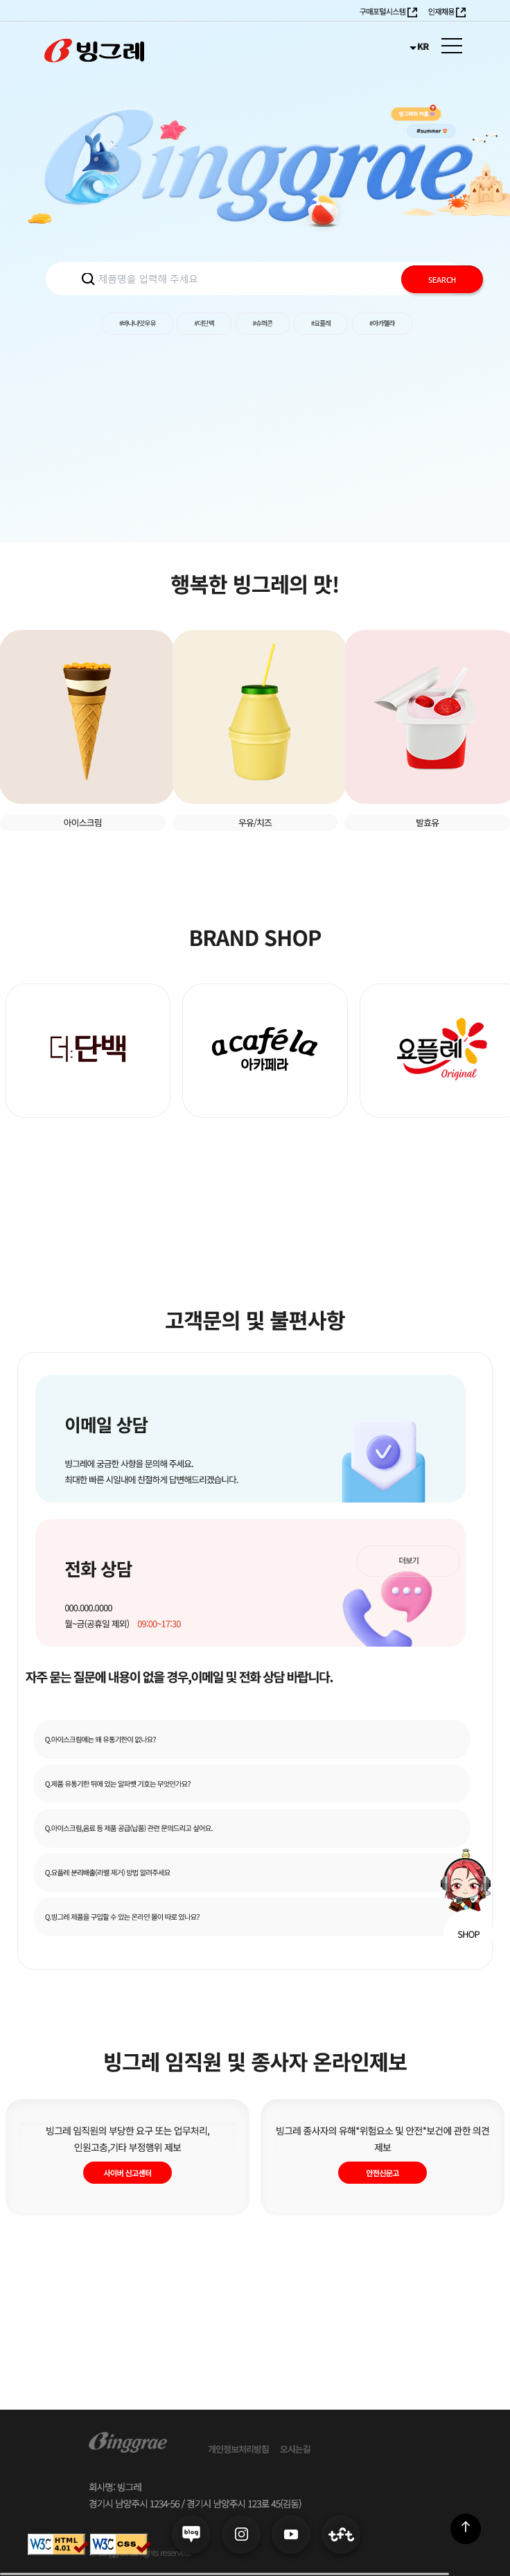 구매포털시스템
인재채용
빙그레
KR
Binggrae
빙그레와 여름
#summer
제품명을 입력해 주세요
SEARCH
#바나나맛우유
#더단백
#슈퍼콘
#요플레
#아카펠라
행복한 빙그레의 맛!
아이스크림
우유/치즈
발효유
BRAND SHOP
더:단백
acaféla
아카페라
요플레
Original
고객문의 및 불편사항
이메일 상담
빙그레에 궁금한 사항을 문의해 주세요.
최대한 빠른 시일내에 친절하게 답변해드리겠습니다.
전화 상담
더보기
000.000.0000
월~금(공휴일 제외) 09:00~17:30
자주 묻는 질문에 내용이 없을 경우,이메일 및 전화 상담 바랍니다.
Q.아이스크림에는 왜 유통기한이 없나요?
Q.제품 유통기한 뒤에 있는 알파벳 기호는 무엇인가요?
Q.아이스크림,음료 등 제품 공급(납품) 관련 문의드리고 싶어요.
Q.요플레 분리배출(라벨 제거) 방법 알려주세요
Q.빙그레 제품을 구입할 수 있는 온라인 몰이 따로 있나요?
SHOP
빙그레 임직원 및 종사자 온라인제보
빙그레 임직원의 부당한 요구 또는 업무처리,
인원고충,기타 부정행위 제보
사이버 신고센터
빙그레 종사자의 유해*위험요소 및 안전*보건에 관한 의견
제보
안전신문고
Binggrae
개인정보처리방침
오시는길
회사명: 빙그레
경기시 남양주시 1234-56 / 경기시 남양주시 123로 45(김동)
W3C HTML 4.01
W3C CSS
blog
rights